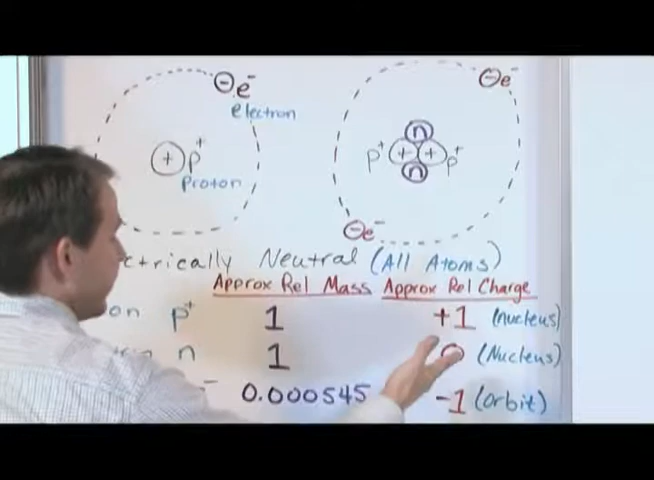 ⊖e⁻ ⊖e⁻
electron
n
+ p⁺ p⁺ + + p⁺
proton n
⊖e⁻
ctrically Neutral (All Atoms)
Approx Rel Mass Approx Rel Charge
on p⁺ 1 +1 (nucleus)
n 1 0 (Nucleus)
⁻ 0.000545 -1 (orbit)